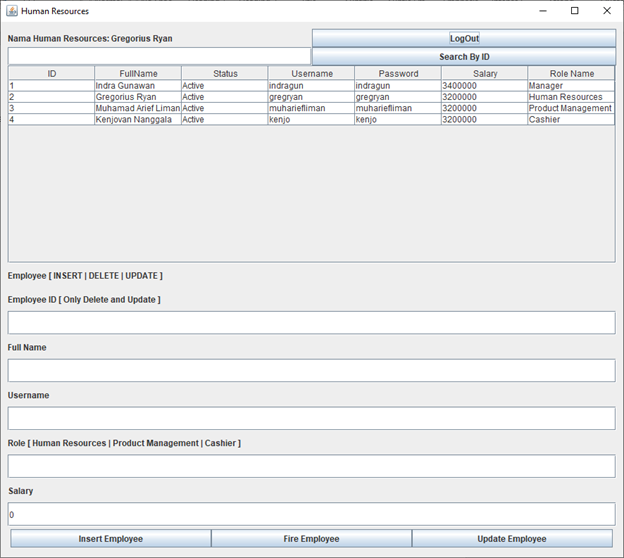 Human Resources
Nama Human Resources: Gregorius Ryan
LogOut
Search By ID
ID FullName Status Username Password Salary Role Name
1 Indra Gunawan Active indragun indragun 3400000 Manager
2 Gregorius Ryan Active gregryan gregryan 3200000 Human Resources
3 Muhamad Arief Liman Active muhariefliman muhariefliman 3200000 Product Management
4 Kenjovan Nanggala Active kenjo kenjo 3200000 Cashier
Employee [ INSERT | DELETE | UPDATE ]
Employee ID [ Only Delete and Update ]
Full Name
Username
Role [ Human Resources | Product Management | Cashier ]
Salary
0
Insert Employee Fire Employee Update Employee